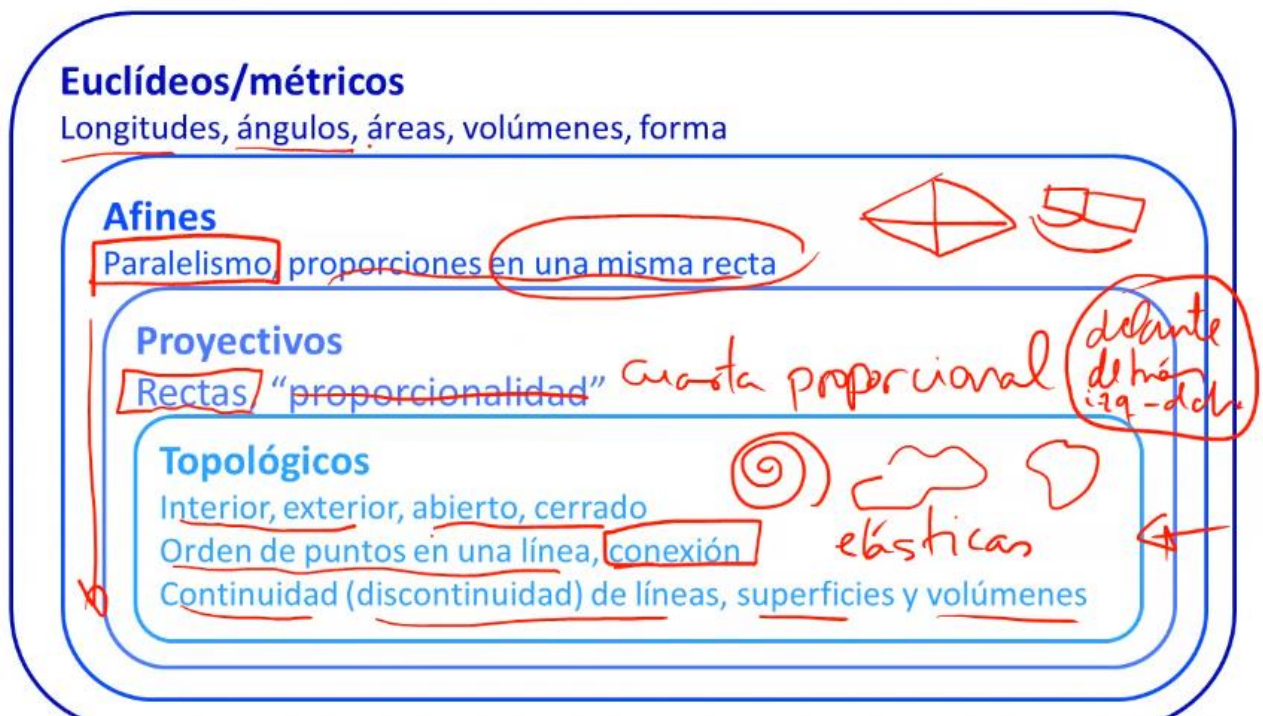 Euclídeos/métricos
Longitudes, ángulos, áreas, volúmenes, forma
Afines
Paralelismo, proporciones en una misma recta
Proyectivos
Rectas, “proporcionalidad” cuarta proporcional
delante
detrás
izq-dch.
Topológicos
Interior, exterior, abierto, cerrado
elásticas
Orden de puntos en una línea, conexión
Continuidad (discontinuidad) de líneas, superficies y volúmenes